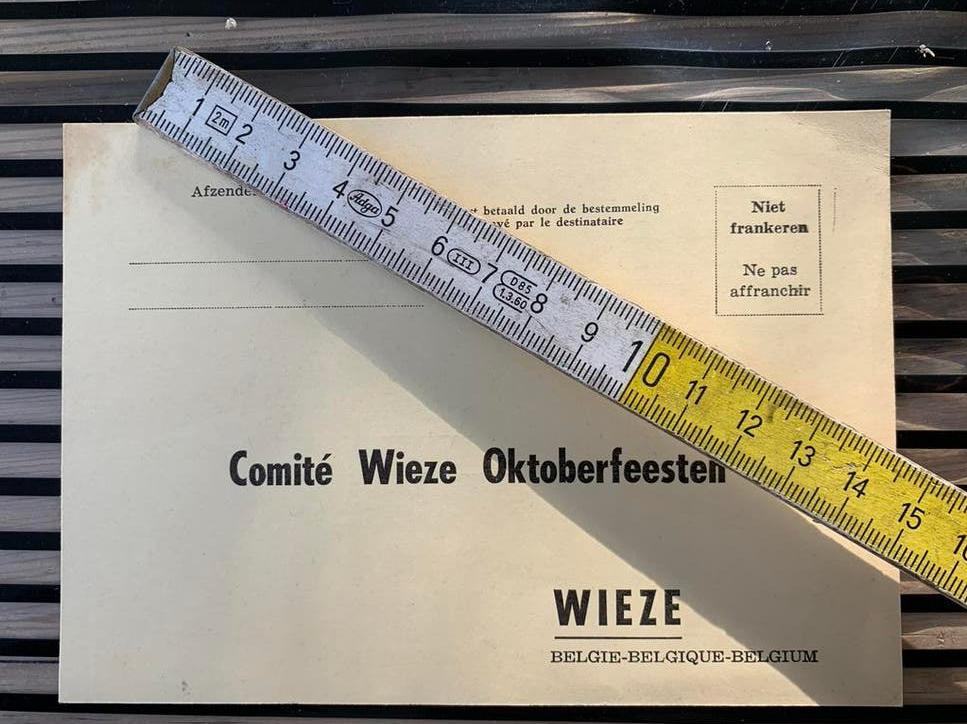 1 2m 2 3 4 Adga 5 6 III 7 D85 1.3.60 8 9 10 11 12 13 14 15
betaald door de bestemmeling
par le destinataire
Niet
frankeren
Ne pas
affranchir
Comité Wieze Oktoberfeesten
WIEZE
BELGIE-BELGIQUE-BELGIUM